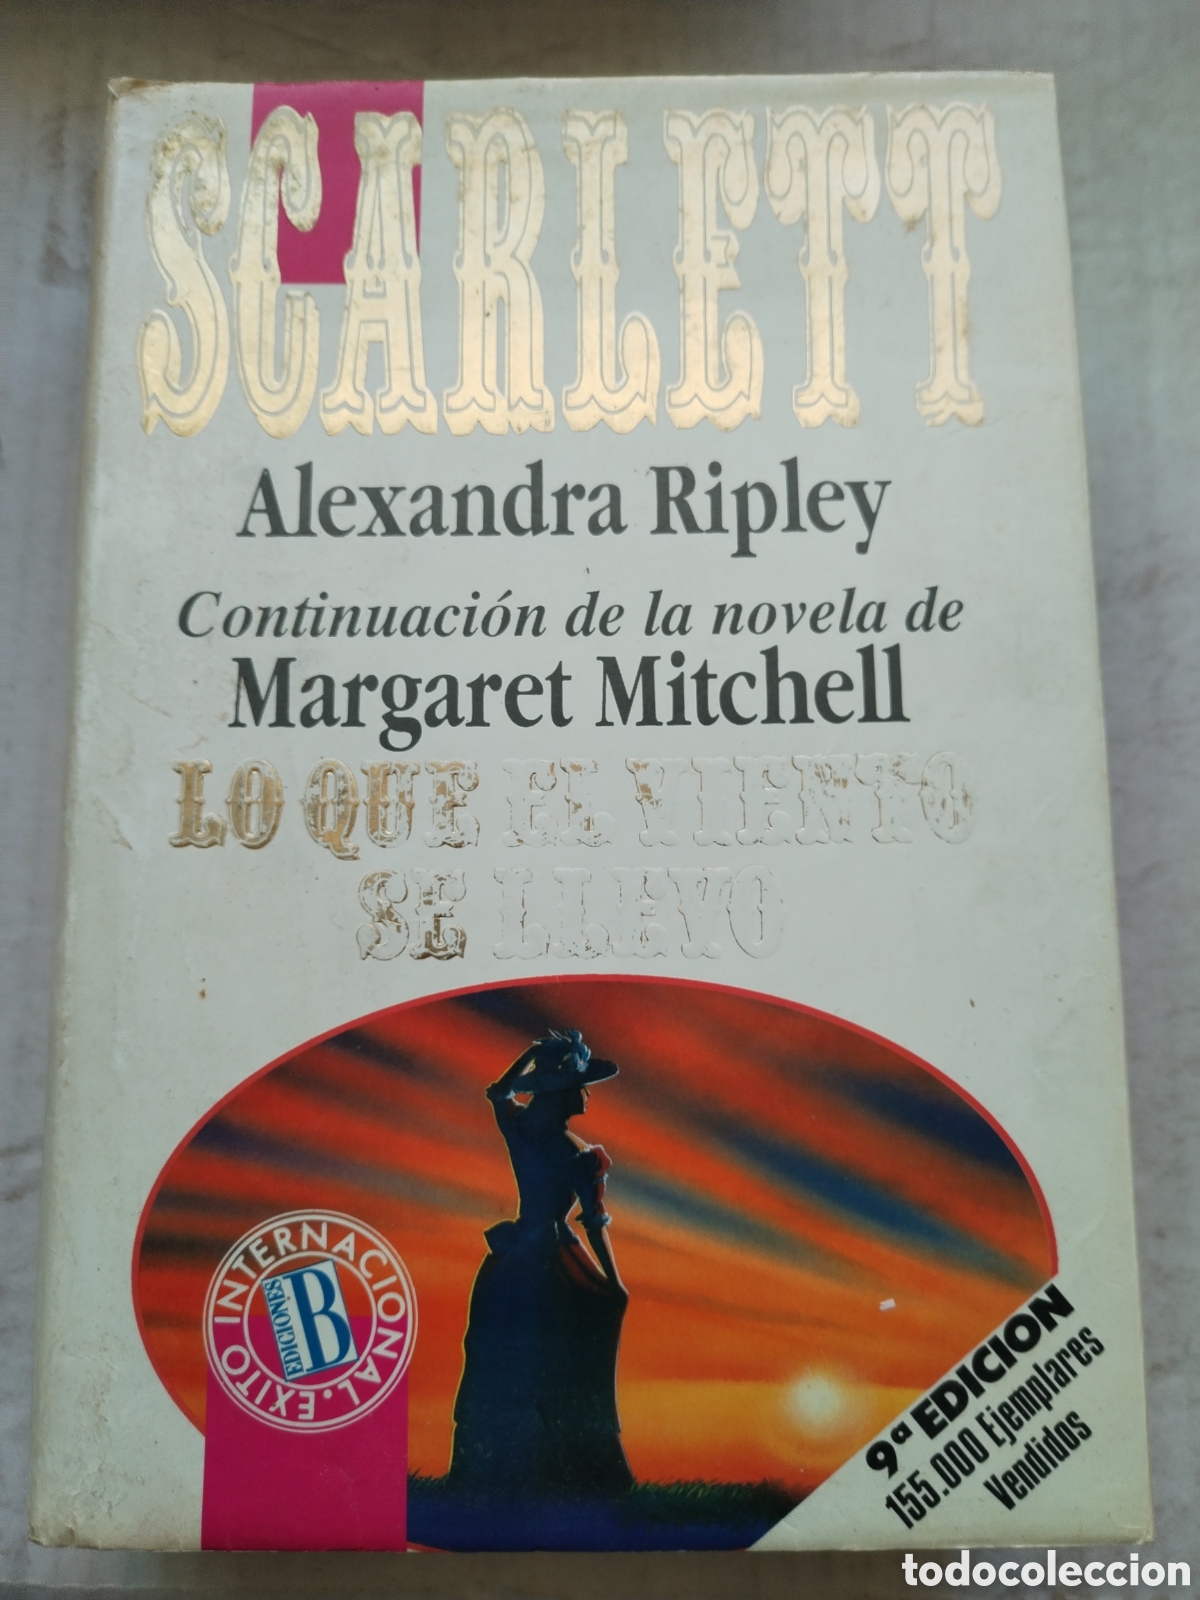 SCARLETT
Alexandra Ripley
Continuación de la novela de
Margaret Mitchell
LO QUE EL VIENTO
SE LLEVO
EXITO INTERNACIONAL.
B
EDICIONES
9ª EDICION
155.000 Ejemplares
Vendidos
todocoleccion